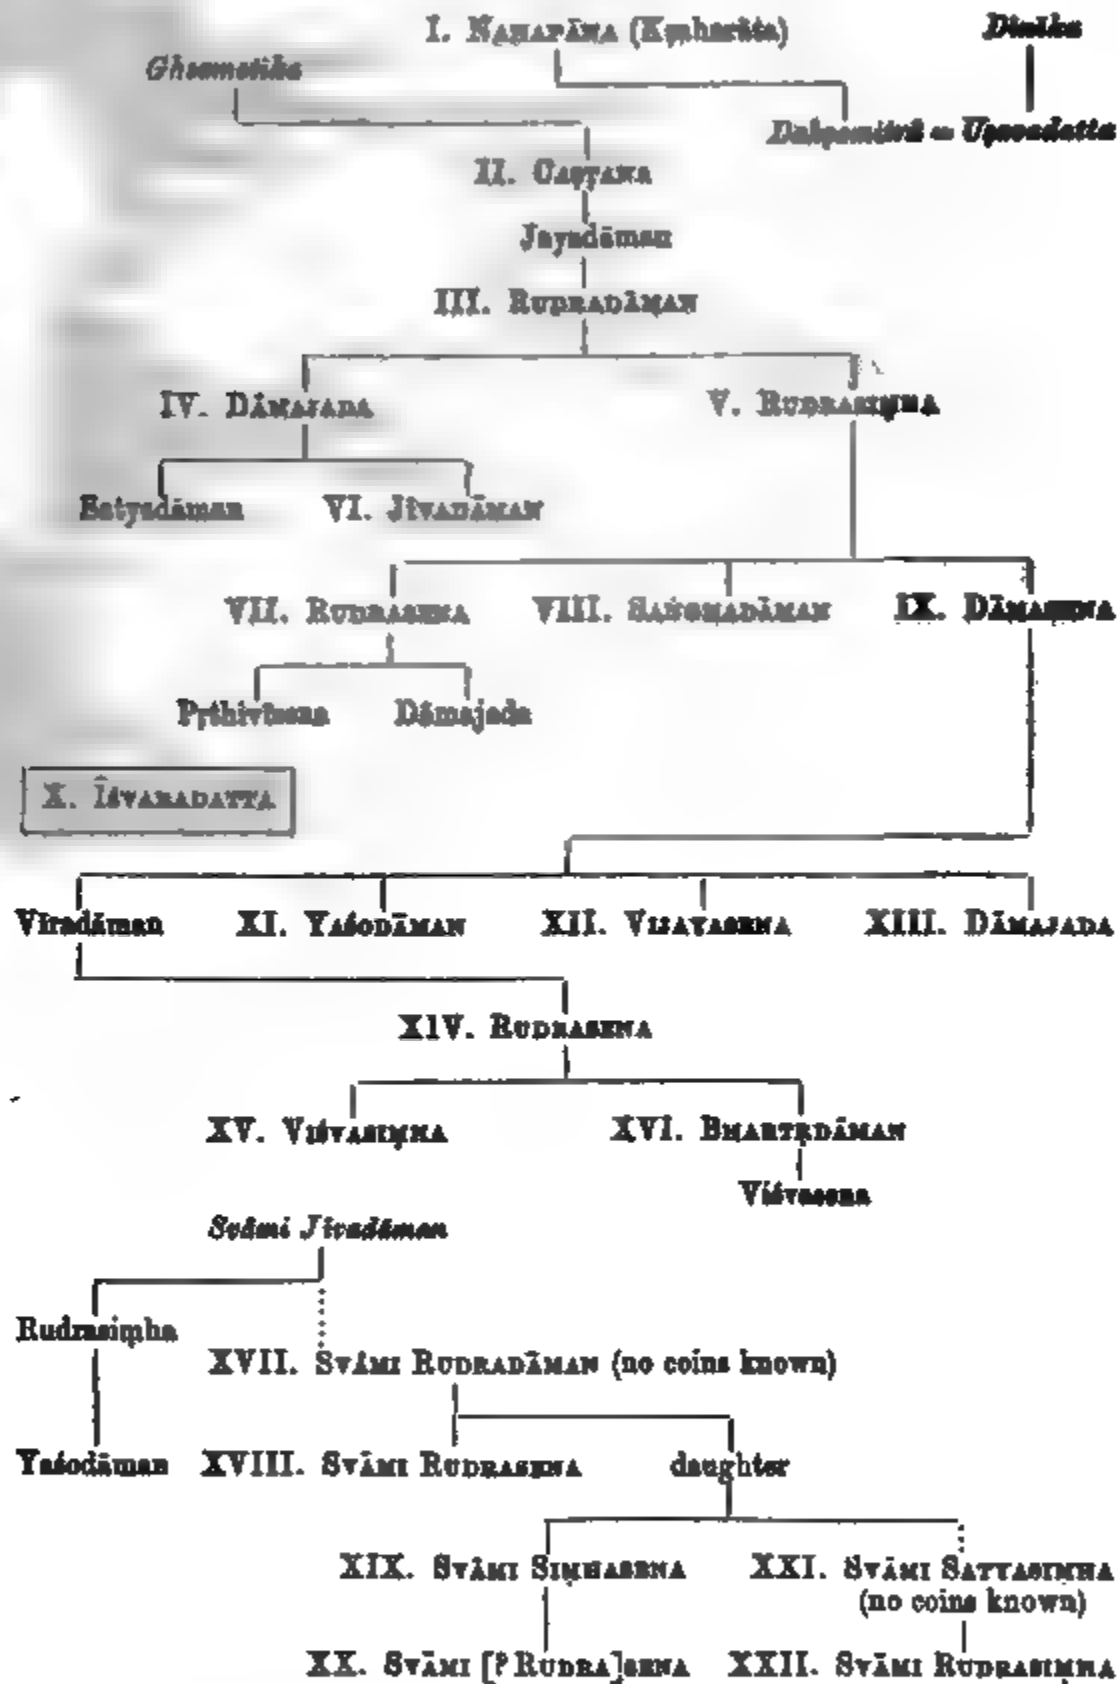 I. NAHAPĀNA (Kṣaharāta) Dinika
Ghsamotika
Dakṣamitrā = Uṣavadatta
II. CAṢṬANA
Jayadāman
III. RUDRADĀMAN
IV. DĀMAJADA V. RUDRASIṂHA
Satyadāman VI. JĪVADĀMAN
VII. RUDRASENA VIII. SAṄGHADĀMAN IX. DĀMASENA
Pṛthivīsena Dāmajada
X. ĪŚVARADATTA
Vīradāman XI. YAŚODĀMAN XII. VIJAYASENA XIII. DĀMAJADA
XIV. RUDRASENA
XV. VIŚVASIṂHA XVI. BHARTṚDĀMAN
Viśvasena
Svāmi Jīvadāman
Rudrasiṃha
XVII. SVĀMI RUDRADĀMAN (no coins known)
Yaśodāman XVIII. SVĀMI RUDRASENA daughter
XIX. SVĀMI SIṂHASENA XXI. SVĀMI SATYASIṂHA
(no coins known)
XX. SVĀMI [? RUDRA]SENA XXII. SVĀMI RUDRASIṂHA